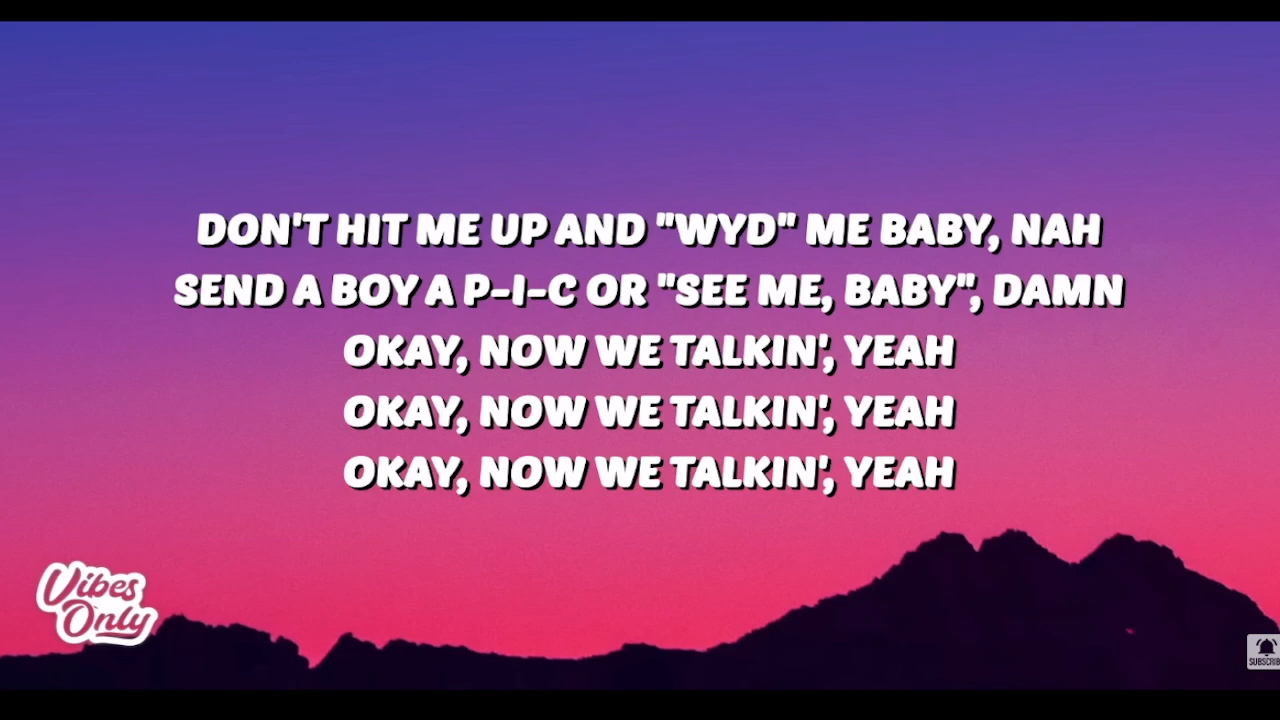 DON'T HIT ME UP AND "WYD" ME BABY, NAH
SEND A BOY A P-I-C OR "SEE ME, BABY", DAMN
OKAY, NOW WE TALKIN', YEAH
OKAY, NOW WE TALKIN', YEAH
OKAY, NOW WE TALKIN', YEAH
Vibes
Only
SUBSCRIB